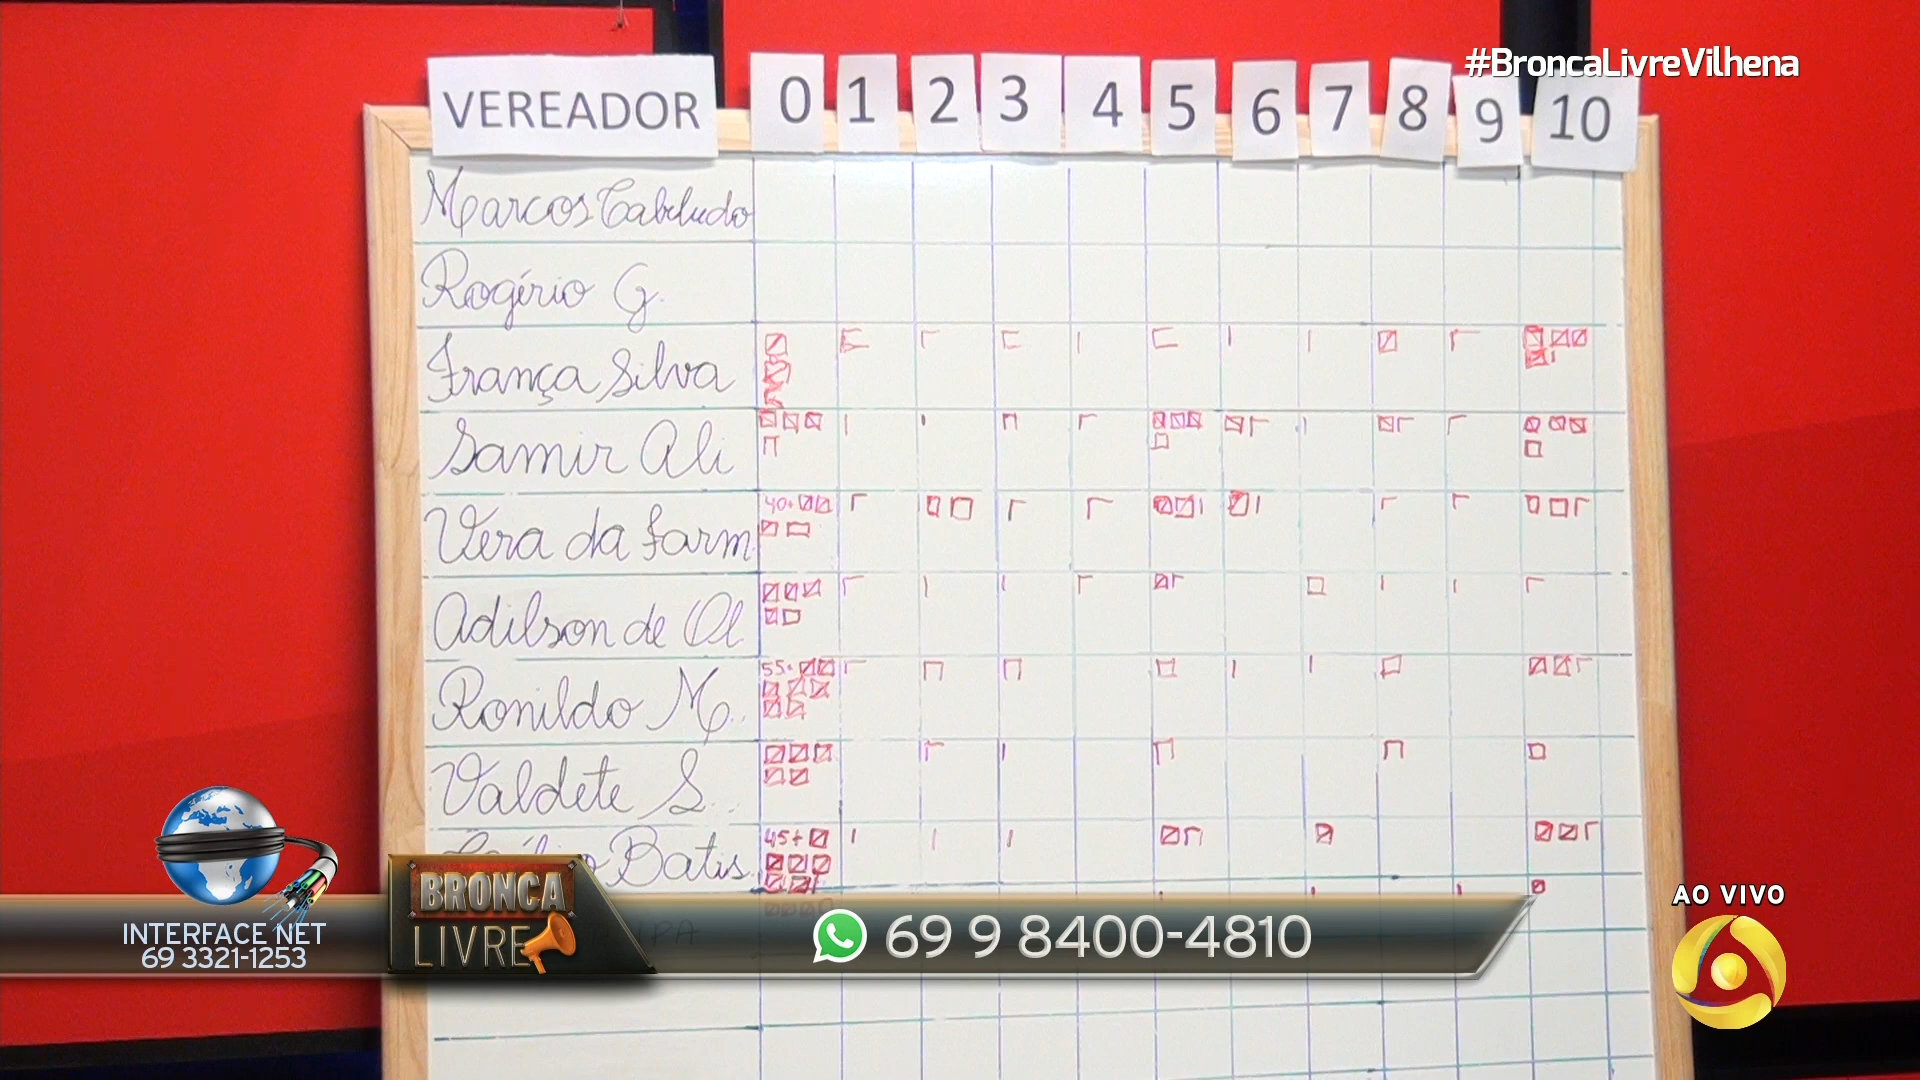 #BroncaLivreVilhena
VEREADOR 0 1 2 3 4 5 6 7 8 9 10
Marcos Cabeludo
Rogério G.
França Silva
Samir Ali
Vera da farm 40+
Adilson de Ol
Ronildo M. 55+
Valdete S.
Batis 45+
BRONCA
LIVRE
69 9 8400-4810
INTERFACE NET
69 3321-1253
AO VIVO